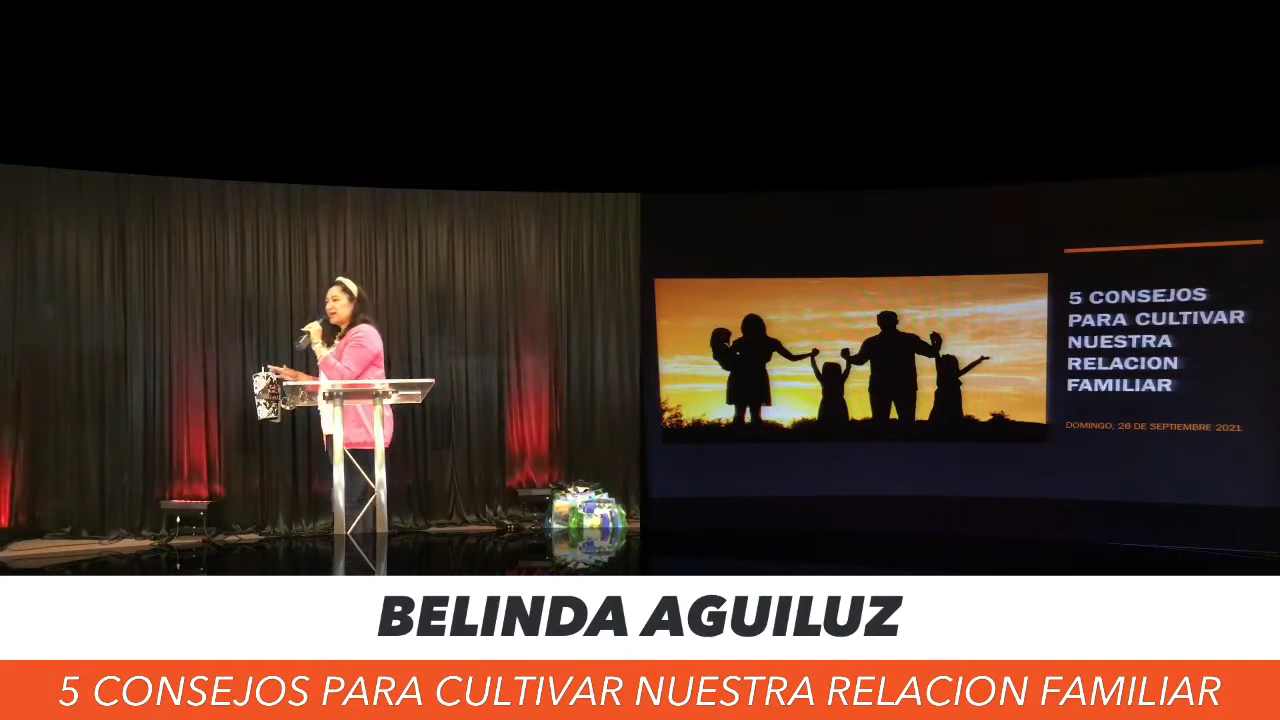 5 CONSEJOS
PARA CULTIVAR
NUESTRA
RELACION
FAMILIAR
DOMINGO, 26 DE SEPTIEMBRE 2021
BELINDA AGUILUZ
5 CONSEJOS PARA CULTIVAR NUESTRA RELACION FAMILIAR